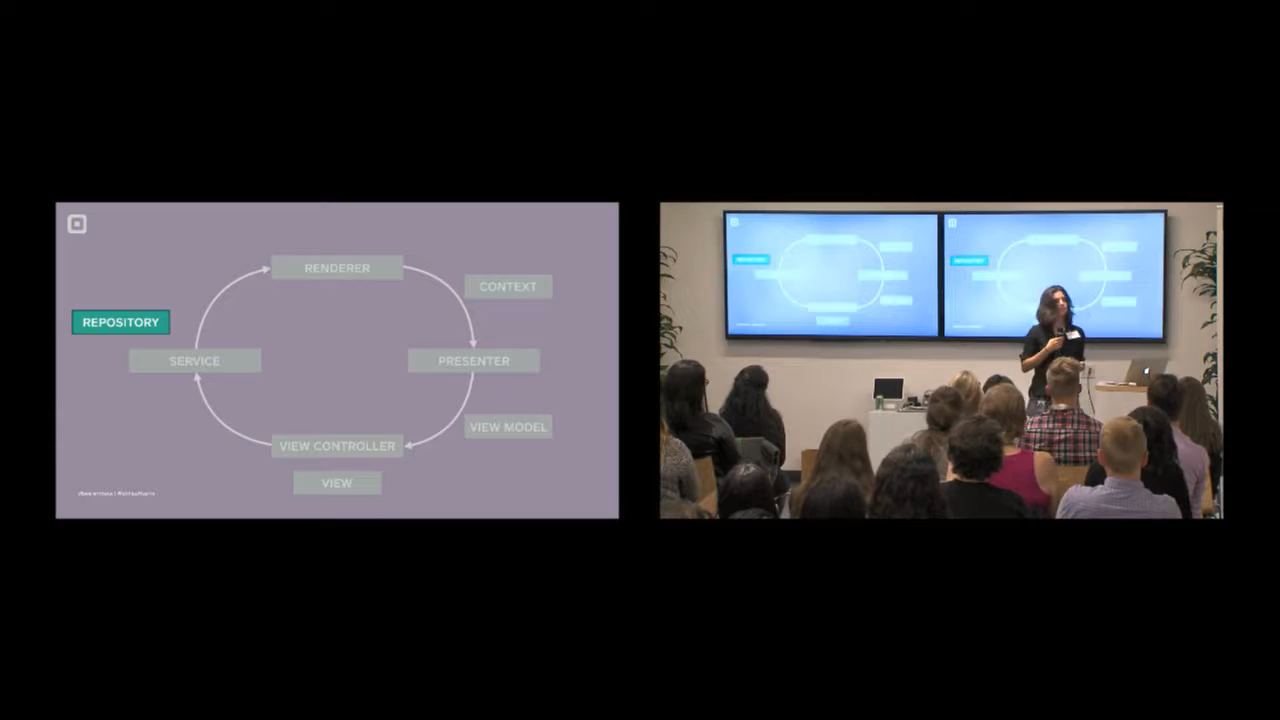 RENDERER
CONTEXT
REPOSITORY
SERVICE
PRESENTER
VIEW MODEL
VIEW CONTROLLER
VIEW